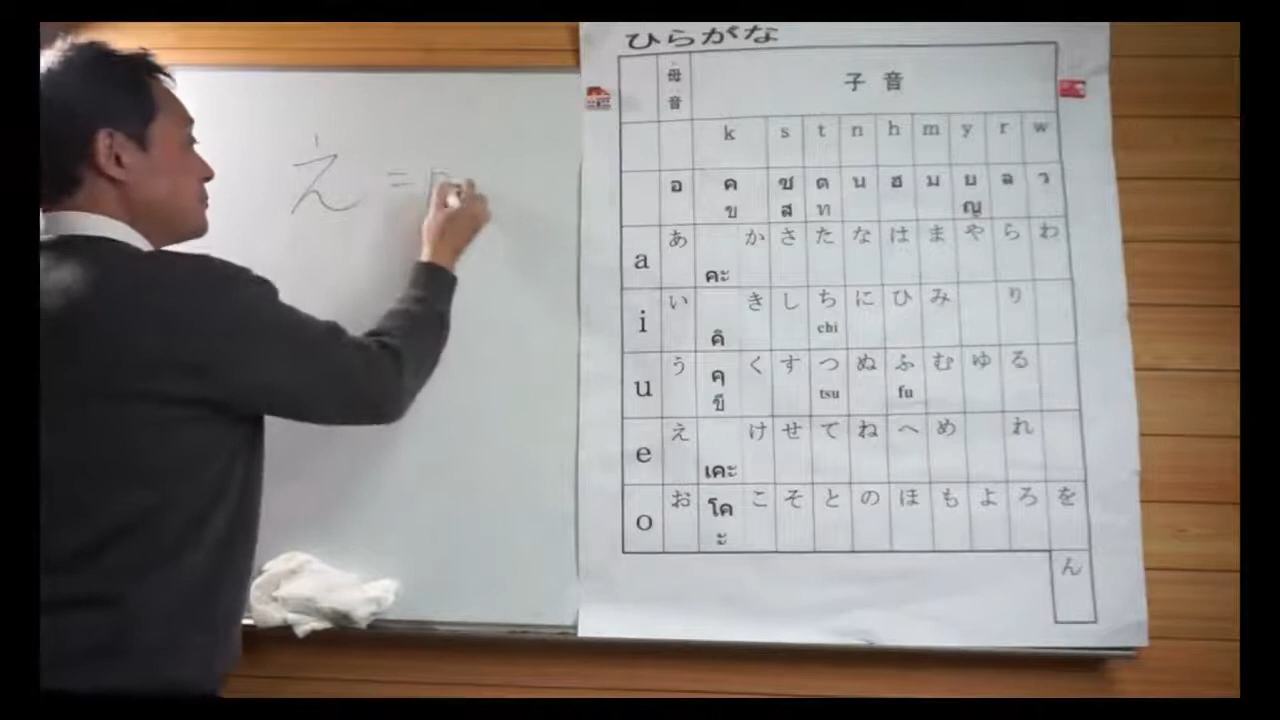 え =
ひらがな
母音 子音
k s t n h m y r w
อ ค ช ต น ฮ ม ย ล ว
ข ส ท ญ
a あ คะ か さ た な は ま や ら わ
i い คิ き し ち に ひ み り
chi
u う คุ く す つ ぬ ふ む ゆ る
tsu fu
e え เคะ け せ て ね へ め れ
o お โคะ こ そ と の ほ も よ ろ を
ん